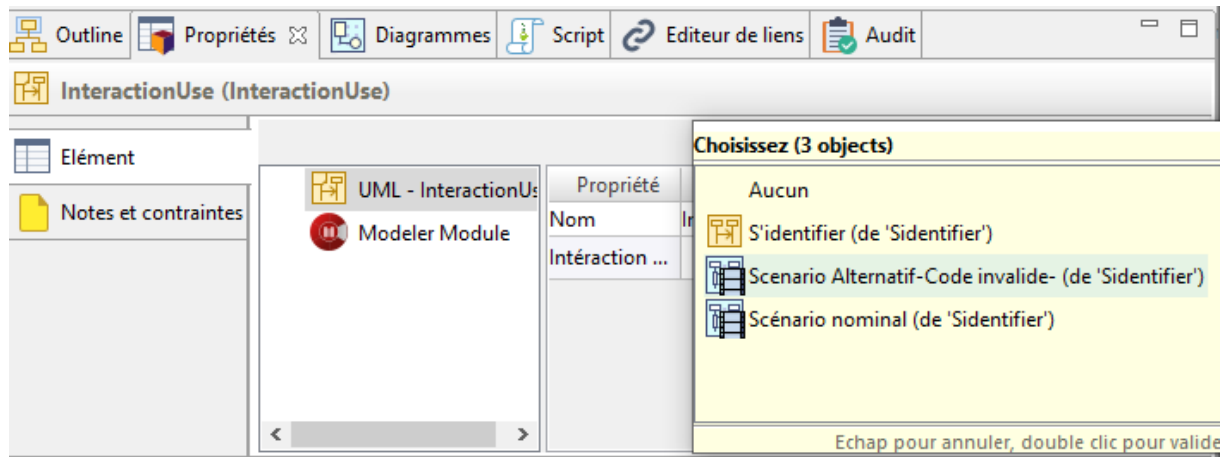 Outline Propriétés Diagrammes Script Editeur de liens Audit
InteractionUse (InteractionUse)
Elément
Notes et contraintes
UML - InteractionUs
Modeler Module
Propriété
Nom
Intéraction ...
Choisissez (3 objects)
Aucun
S'identifier (de 'Sidentifier')
Scenario Alternatif-Code invalide- (de 'Sidentifier')
Scénario nominal (de 'Sidentifier')
Echap pour annuler, double clic pour valide